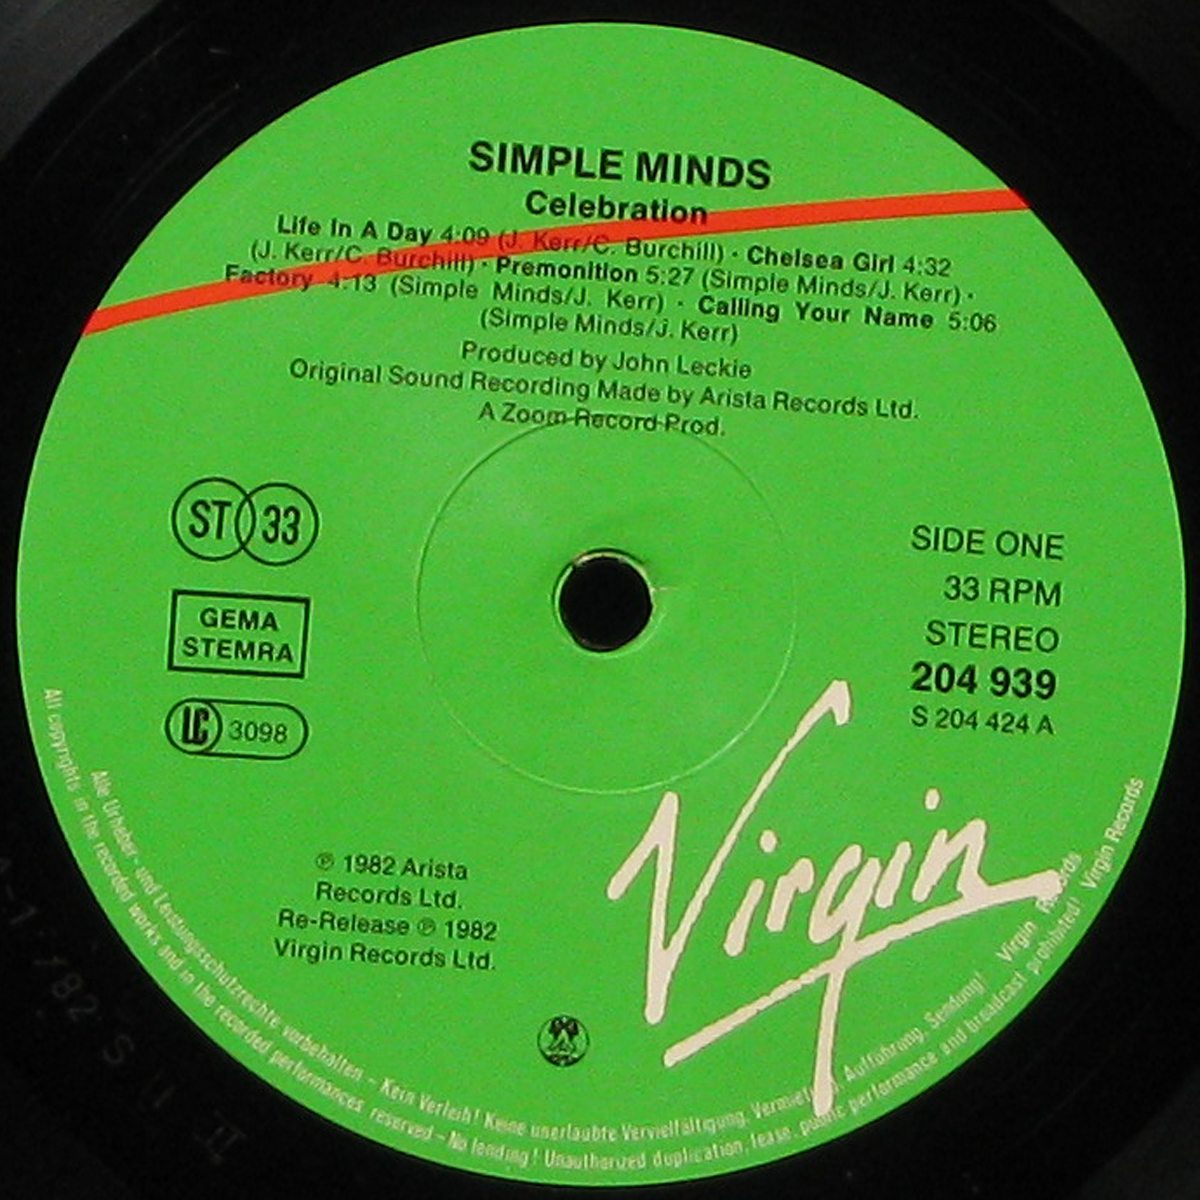 SIMPLE MINDS
Celebration
Life In A Day 4:09 (J. Kerr/C. Burchill) · Chelsea Girl 4:32
(J. Kerr/C. Burchill) · Premonition 5:27 (Simple Minds/J. Kerr) ·
Factory 4:13 (Simple Minds/J. Kerr) · Calling Your Name 5:06
(Simple Minds/J. Kerr)
Produced by John Leckie
Original Sound Recording Made by Arista Records Ltd.
A Zoom Record Prod.
ST 33
GEMA
STEMRA
LC 3098
SIDE ONE
33 RPM
STEREO
204 939
S 204 424 A
℗ 1982 Arista
Records Ltd.
Re-Release ℗ 1982
Virgin Records Ltd.
Virgin
Alle Urheber- und Leistungsschutzrechte vorbehalten – Kein Verleih! Keine unerlaubte Vervielfältigung, Vermietung, Aufführung, Sendung! Virgin Records
All copyrights in the recorded works and in the recorded performances reserved – No lending! Unauthorized duplication, lease, public performance and broadcast prohibited! Virgin Records